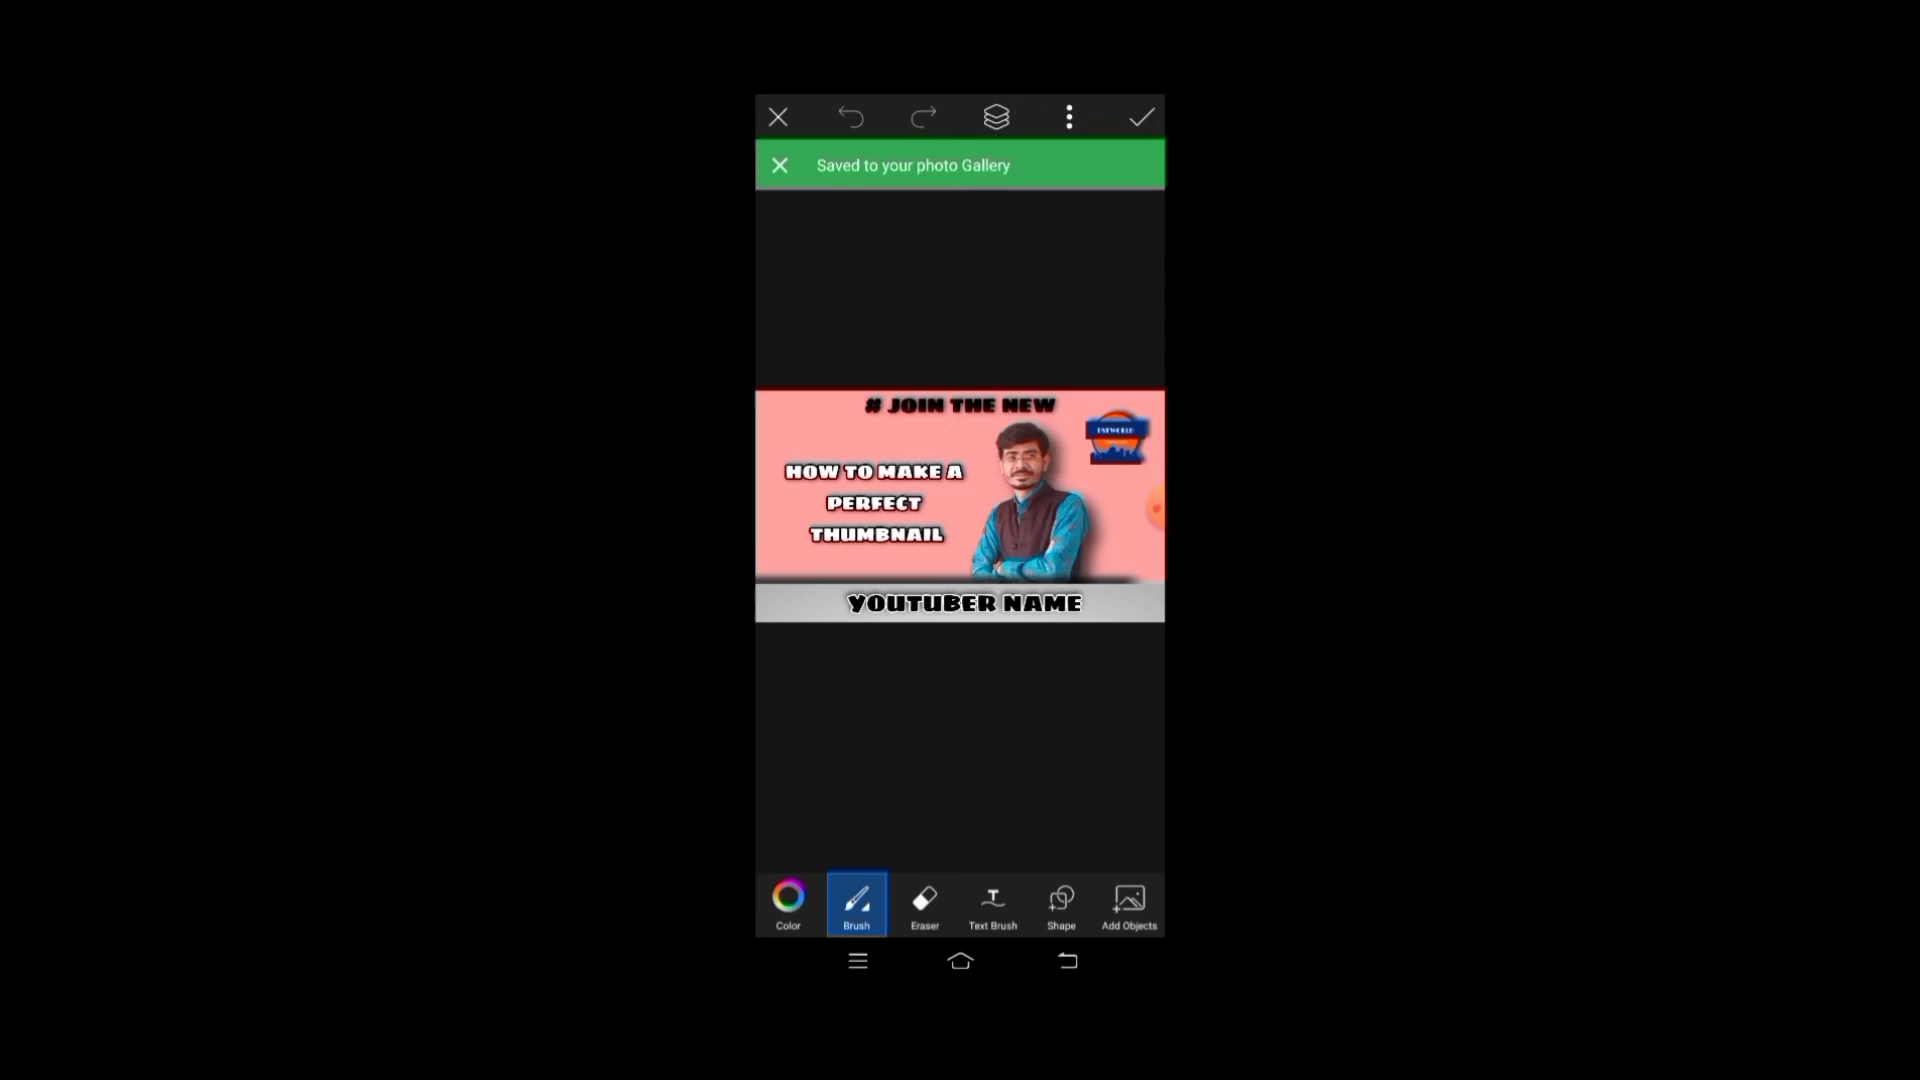 Saved to your photo Gallery
# JOIN THE NEW
HOW TO MAKE A
PERFECT
THUMBNAIL
YOUTUBER NAME
Color
Brush
Eraser
Text Brush
Shape
Add Objects